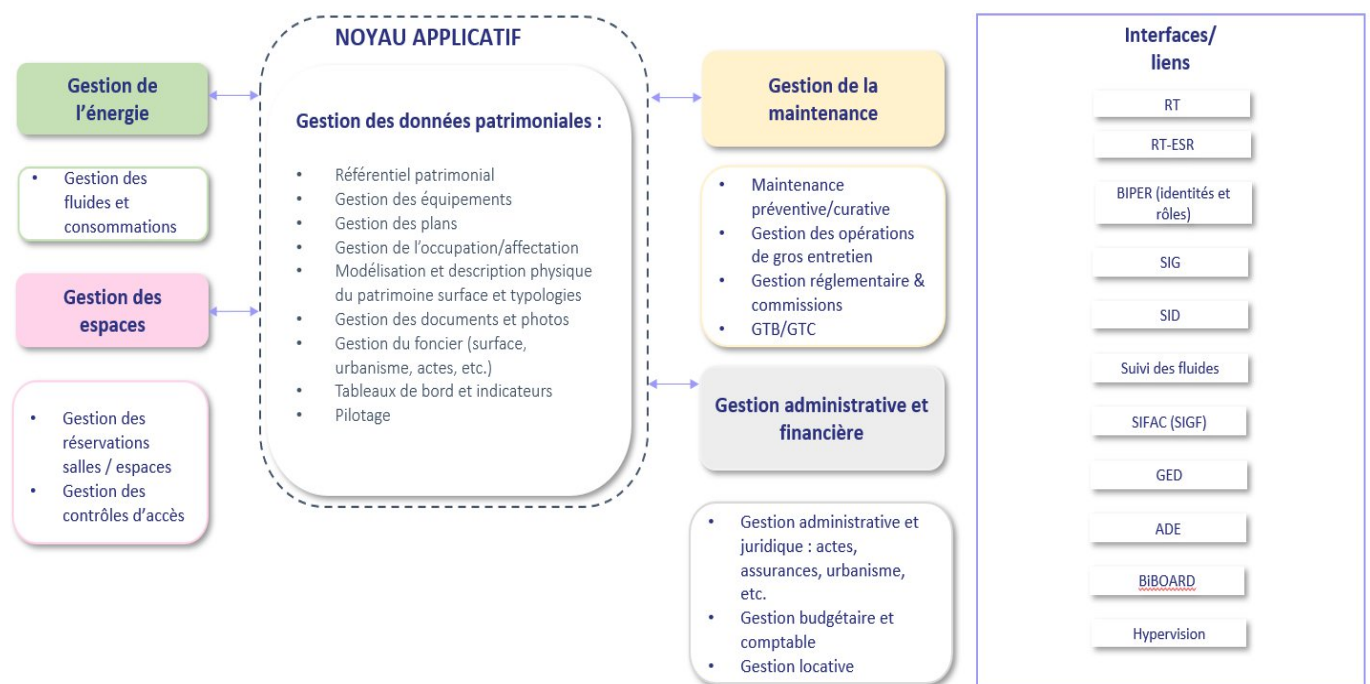 NOYAU APPLICATIF
Gestion de
l'énergie
• Gestion des
fluides et
consommations
Gestion des
espaces
• Gestion des
réservations
salles / espaces
• Gestion des
contrôles d'accès
Gestion des données patrimoniales :
• Référentiel patrimonial
• Gestion des équipements
• Gestion des plans
• Gestion de l'occupation/affectation
• Modélisation et description physique
du patrimoine surface et typologies
• Gestion des documents et photos
• Gestion du foncier (surface,
urbanisme, actes, etc.)
• Tableaux de bord et indicateurs
• Pilotage
Gestion de la
maintenance
• Maintenance
préventive/curative
• Gestion des opérations
de gros entretien
• Gestion réglementaire &
commissions
• GTB/GTC
Gestion administrative et
financière
• Gestion administrative et
juridique : actes,
assurances, urbanisme,
etc.
• Gestion budgétaire et
comptable
• Gestion locative
Interfaces/
liens
RT
RT-ESR
BIPER (identités et
rôles)
SIG
SID
Suivi des fluides
SIFAC (SIGF)
GED
ADE
BiBOARD
Hypervision